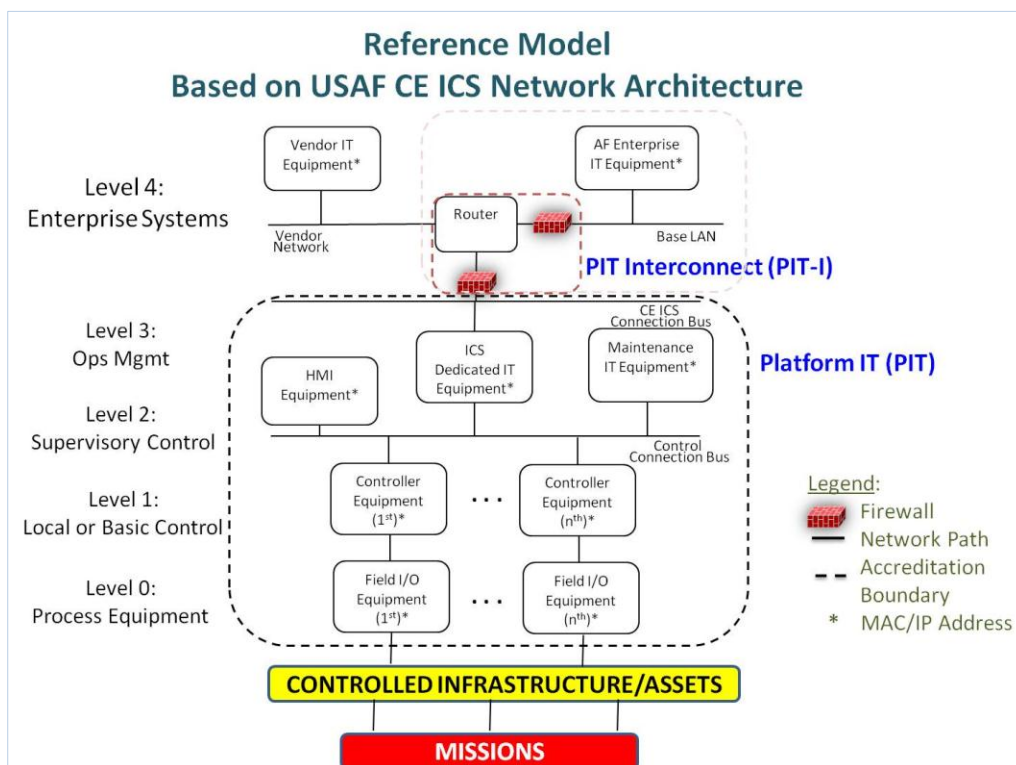 Reference Model
Based on USAF CE ICS Network Architecture
Level 4:
Enterprise Systems
Vendor IT
Equipment*
AF Enterprise
IT Equipment*
Router
Vendor
Network
Base LAN
PIT Interconnect (PIT-I)
CE ICS
Connection Bus
Level 3:
Ops Mgmt
HMI
Equipment*
ICS
Dedicated IT
Equipment*
Maintenance
IT Equipment*
Platform IT (PIT)
Level 2:
Supervisory Control
Control
Connection Bus
Level 1:
Local or Basic Control
Controller
Equipment
(1st)*
...
Controller
Equipment
(nth)*
Level 0:
Process Equipment
Field I/O
Equipment
(1st)*
...
Field I/O
Equipment
(nth)*
Legend:
Firewall
Network Path
Accreditation
Boundary
* MAC/IP Address
CONTROLLED INFRASTRUCTURE/ASSETS
MISSIONS